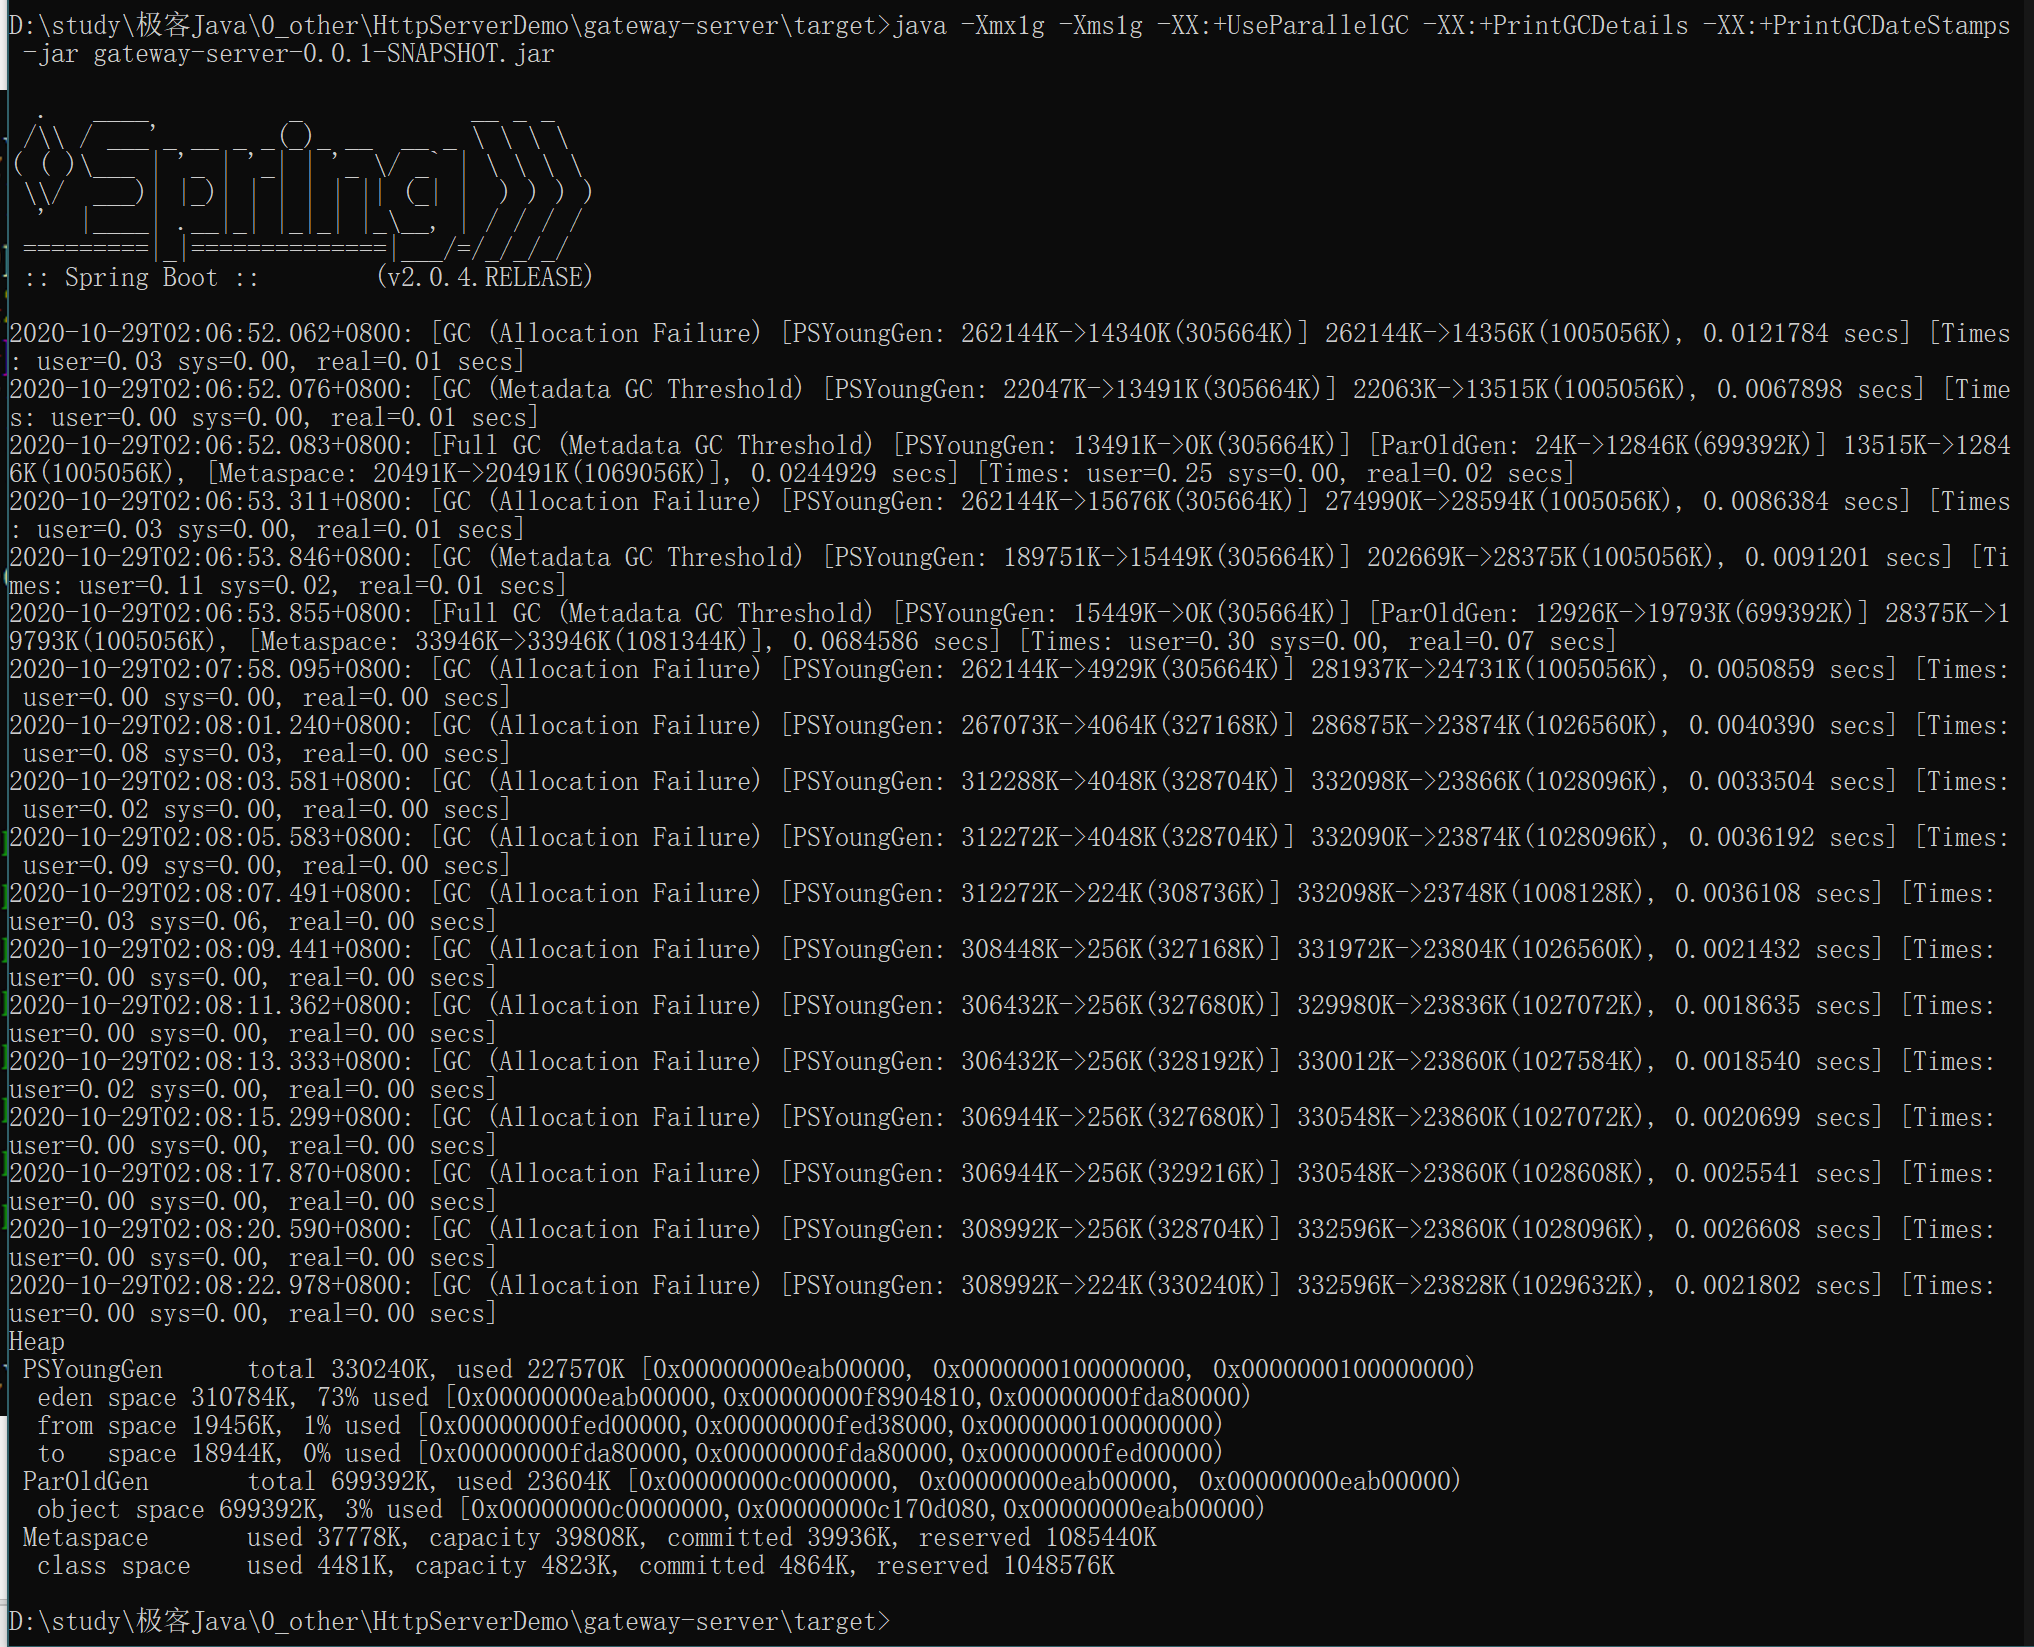 D:\study\极客Java\0_other\HttpServerDemo\gateway-server\target>java -Xmx1g -Xms1g -XX:+UseParallelGC -XX:+PrintGCDetails -XX:+PrintGCDateStamps
 -jar gateway-server-0.0.1-SNAPSHOT.jar

  .   ____          _            __ _ _
 /\\ / ___'_ __ _ _(_)_ __  __ _ \ \ \ \
( ( )\___ | '_ | '_| | '_ \/ _` | \ \ \ \
 \\/  ___)| |_)| | | | | || (_| |  ) ) ) )
  '  |____| .__|_| |_|_| |_\__, | / / / /
 =========|_|==============|___/=/_/_/_/
 :: Spring Boot ::        (v2.0.4.RELEASE)

2020-10-29T02:06:52.062+0800: [GC (Allocation Failure) [PSYoungGen: 262144K->14340K(305664K)] 262144K->14356K(1005056K), 0.0121784 secs] [Times
: user=0.03 sys=0.00, real=0.01 secs]
2020-10-29T02:06:52.076+0800: [GC (Metadata GC Threshold) [PSYoungGen: 22047K->13491K(305664K)] 22063K->13515K(1005056K), 0.0067898 secs] [Time
s: user=0.00 sys=0.00, real=0.01 secs]
2020-10-29T02:06:52.083+0800: [Full GC (Metadata GC Threshold) [PSYoungGen: 13491K->0K(305664K)] [ParOldGen: 24K->12846K(699392K)] 13515K->1284
6K(1005056K), [Metaspace: 20491K->20491K(1069056K)], 0.0244929 secs] [Times: user=0.25 sys=0.00, real=0.02 secs]
2020-10-29T02:06:53.311+0800: [GC (Allocation Failure) [PSYoungGen: 262144K->15676K(305664K)] 274990K->28594K(1005056K), 0.0086384 secs] [Times
: user=0.03 sys=0.00, real=0.01 secs]
2020-10-29T02:06:53.846+0800: [GC (Metadata GC Threshold) [PSYoungGen: 189751K->15449K(305664K)] 202669K->28375K(1005056K), 0.0091201 secs] [Ti
mes: user=0.11 sys=0.02, real=0.01 secs]
2020-10-29T02:06:53.855+0800: [Full GC (Metadata GC Threshold) [PSYoungGen: 15449K->0K(305664K)] [ParOldGen: 12926K->19793K(699392K)] 28375K->1
9793K(1005056K), [Metaspace: 33946K->33946K(1081344K)], 0.0684586 secs] [Times: user=0.30 sys=0.00, real=0.07 secs]
2020-10-29T02:07:58.095+0800: [GC (Allocation Failure) [PSYoungGen: 262144K->4929K(305664K)] 281937K->24731K(1005056K), 0.0050859 secs] [Times:
 user=0.00 sys=0.00, real=0.00 secs]
2020-10-29T02:08:01.240+0800: [GC (Allocation Failure) [PSYoungGen: 267073K->4064K(327168K)] 286875K->23874K(1026560K), 0.0040390 secs] [Times:
 user=0.08 sys=0.03, real=0.00 secs]
2020-10-29T02:08:03.581+0800: [GC (Allocation Failure) [PSYoungGen: 312288K->4048K(328704K)] 332098K->23866K(1028096K), 0.0033504 secs] [Times:
 user=0.02 sys=0.00, real=0.00 secs]
2020-10-29T02:08:05.583+0800: [GC (Allocation Failure) [PSYoungGen: 312272K->4048K(328704K)] 332090K->23874K(1028096K), 0.0036192 secs] [Times:
 user=0.09 sys=0.00, real=0.00 secs]
2020-10-29T02:08:07.491+0800: [GC (Allocation Failure) [PSYoungGen: 312272K->224K(308736K)] 332098K->23748K(1008128K), 0.0036108 secs] [Times:
user=0.03 sys=0.06, real=0.00 secs]
2020-10-29T02:08:09.441+0800: [GC (Allocation Failure) [PSYoungGen: 308448K->256K(327168K)] 331972K->23804K(1026560K), 0.0021432 secs] [Times:
user=0.00 sys=0.00, real=0.00 secs]
2020-10-29T02:08:11.362+0800: [GC (Allocation Failure) [PSYoungGen: 306432K->256K(327680K)] 329980K->23836K(1027072K), 0.0018635 secs] [Times:
user=0.00 sys=0.00, real=0.00 secs]
2020-10-29T02:08:13.333+0800: [GC (Allocation Failure) [PSYoungGen: 306432K->256K(328192K)] 330012K->23860K(1027584K), 0.0018540 secs] [Times:
user=0.02 sys=0.00, real=0.00 secs]
2020-10-29T02:08:15.299+0800: [GC (Allocation Failure) [PSYoungGen: 306944K->256K(327680K)] 330548K->23860K(1027072K), 0.0020699 secs] [Times:
user=0.00 sys=0.00, real=0.00 secs]
2020-10-29T02:08:17.870+0800: [GC (Allocation Failure) [PSYoungGen: 306944K->256K(329216K)] 330548K->23860K(1028608K), 0.0025541 secs] [Times:
user=0.00 sys=0.00, real=0.00 secs]
2020-10-29T02:08:20.590+0800: [GC (Allocation Failure) [PSYoungGen: 308992K->256K(328704K)] 332596K->23860K(1028096K), 0.0026608 secs] [Times:
user=0.00 sys=0.00, real=0.00 secs]
2020-10-29T02:08:22.978+0800: [GC (Allocation Failure) [PSYoungGen: 308992K->224K(330240K)] 332596K->23828K(1029632K), 0.0021802 secs] [Times:
user=0.00 sys=0.00, real=0.00 secs]
Heap
 PSYoungGen      total 330240K, used 227570K [0x00000000eab00000, 0x0000000100000000, 0x0000000100000000)
  eden space 310784K, 73% used [0x00000000eab00000,0x00000000f8904810,0x00000000fda80000)
  from space 19456K, 1% used [0x00000000fed00000,0x00000000fed38000,0x0000000100000000)
  to   space 18944K, 0% used [0x00000000fda80000,0x00000000fda80000,0x00000000fed00000)
 ParOldGen       total 699392K, used 23604K [0x00000000c0000000, 0x00000000eab00000, 0x00000000eab00000)
  object space 699392K, 3% used [0x00000000c0000000,0x00000000c170d080,0x00000000eab00000)
 Metaspace       used 37778K, capacity 39808K, committed 39936K, reserved 1085440K
  class space    used 4481K, capacity 4823K, committed 4864K, reserved 1048576K

D:\study\极客Java\0_other\HttpServerDemo\gateway-server\target>